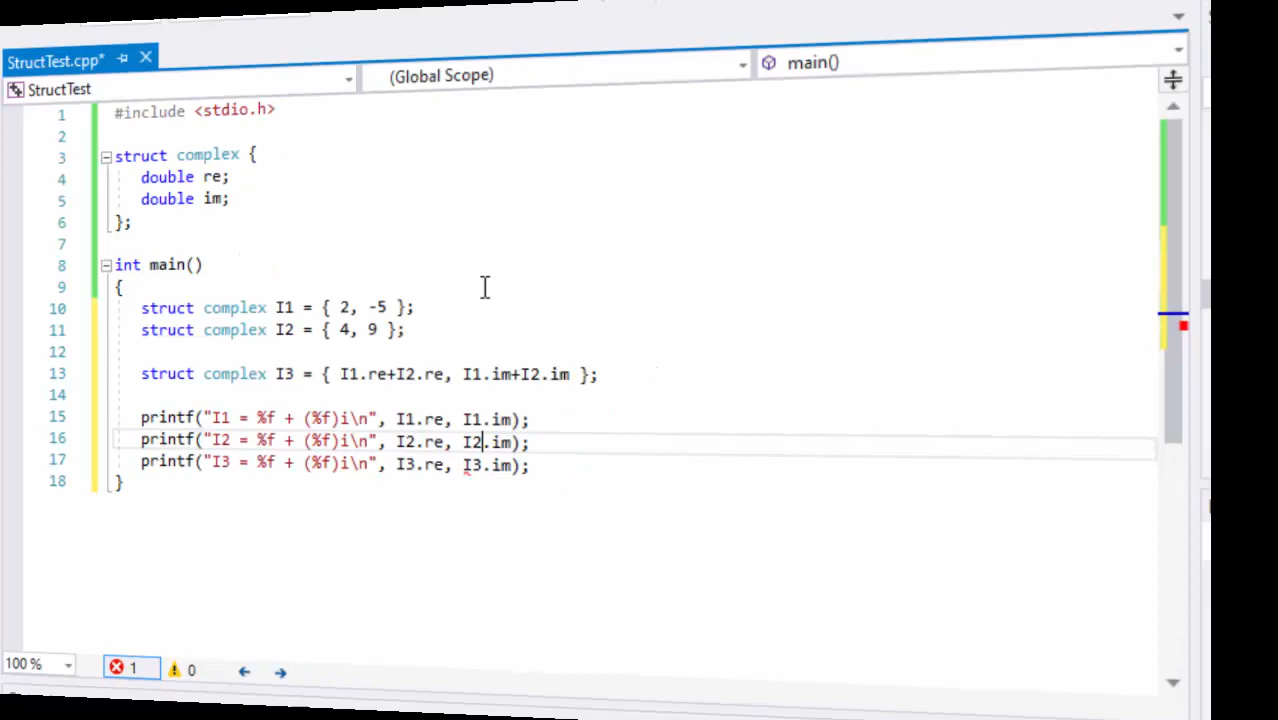 StructTest.cpp*
StructTest
(Global Scope)
main()
1 #include <stdio.h>
2
3 struct complex {
4 double re;
5 double im;
6 };
7
8 int main()
9 {
10 struct complex I1 = { 2, -5 };
11 struct complex I2 = { 4, 9 };
12
13 struct complex I3 = { I1.re+I2.re, I1.im+I2.im };
14
15 printf("I1 = %f + (%f)i\n", I1.re, I1.im);
16 printf("I2 = %f + (%f)i\n", I2.re, I2.im);
17 printf("I3 = %f + (%f)i\n", I3.re, I3.im);
18 }
100 % 1 0